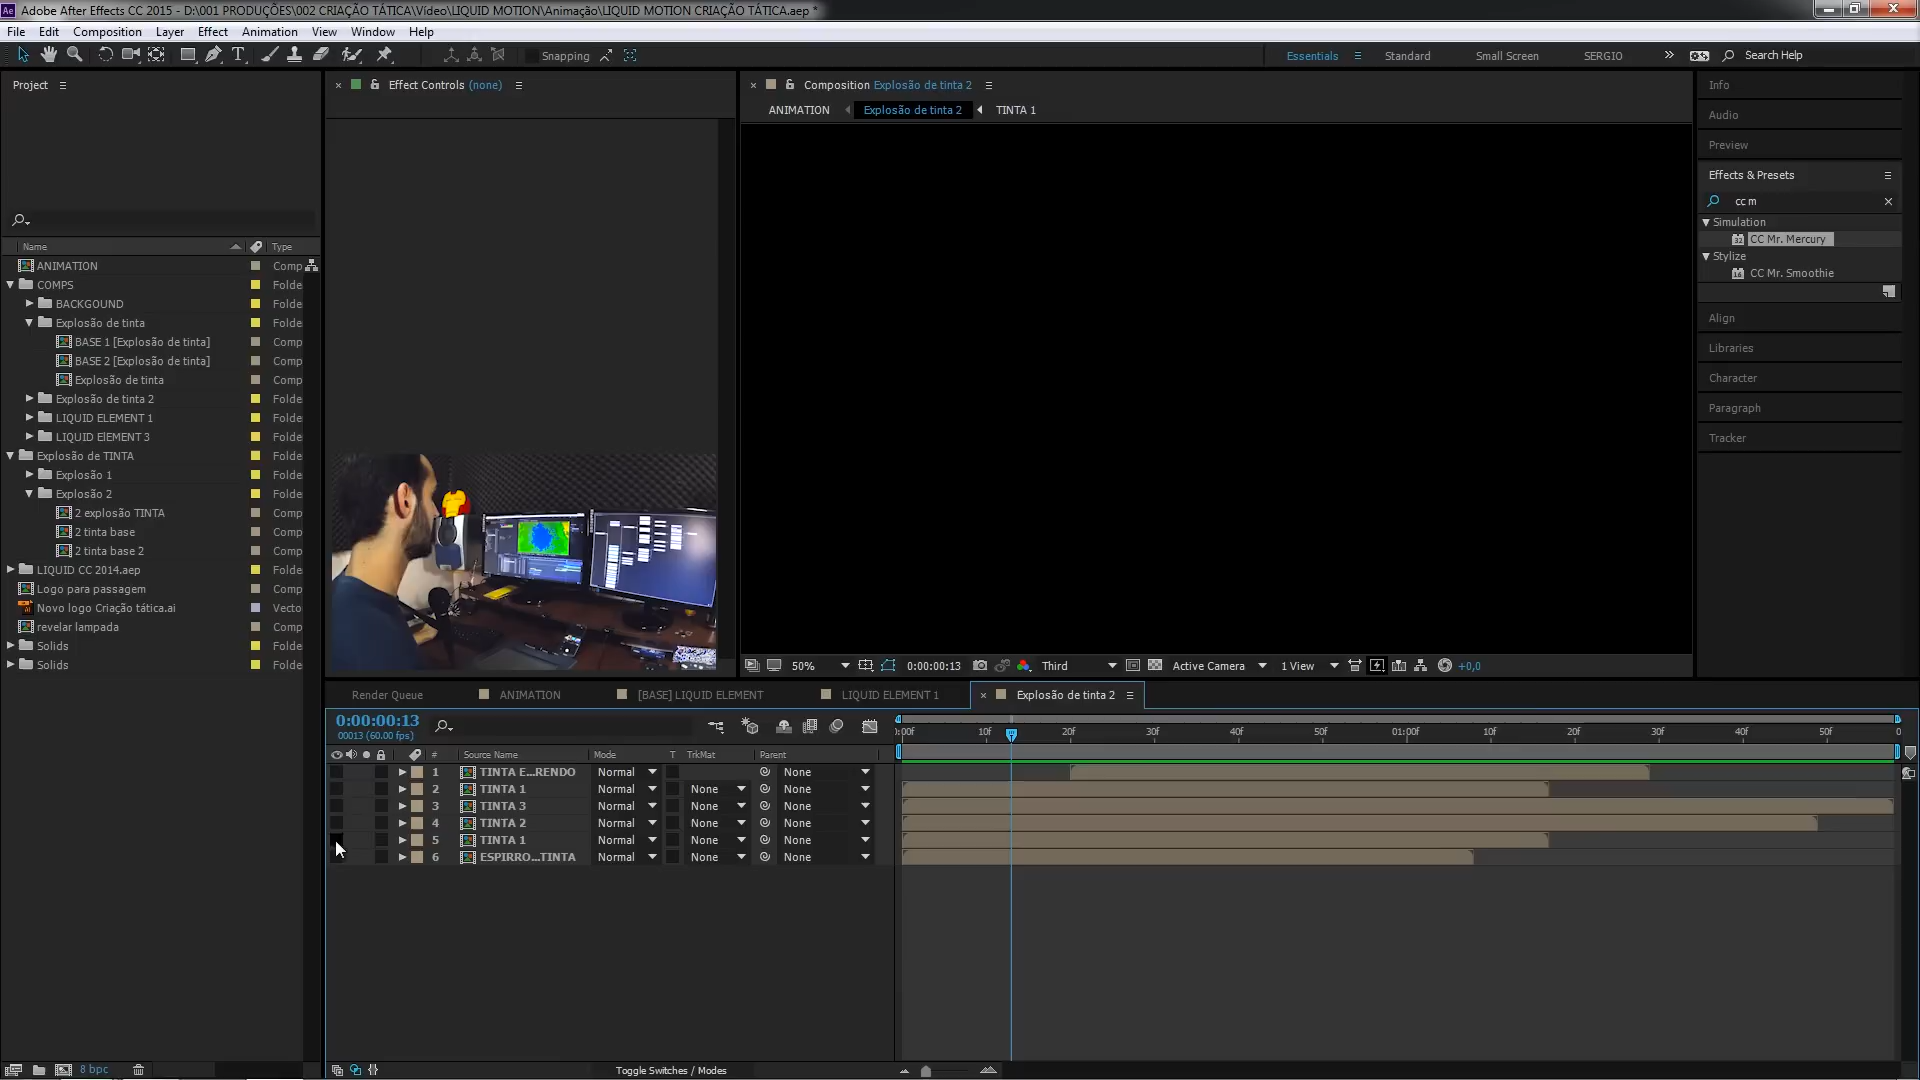 Adobe After Effects CC 2015 - D:\001 PRODUÇÕES\002 CRIAÇÃO TÁTICA\Vídeo\LIQUID MOTION\Animação\LIQUID MOTION CRIAÇÃO TÁTICA.aep *
File Edit Composition Layer Effect Animation View Window Help
Snapping Essentials Standard Small Screen SERGIO Search Help
Project
Effect Controls (none)
Composition Explosão de tinta 2
ANIMATION Explosão de tinta 2 TINTA 1
Info
Audio
Preview
Effects & Presets
cc m
Simulation
CC Mr. Mercury
Stylize
CC Mr. Smoothie
Align
Libraries
Character
Paragraph
Tracker
Name Type
ANIMATION Comp
COMPS Folde
BACKGOUND Folde
Explosão de tinta Folde
BASE 1 [Explosão de tinta] Comp
BASE 2 [Explosão de tinta] Comp
Explosão de tinta Comp
Explosão de tinta 2 Folde
LIQUID ELEMENT 1 Folde
LIQUID ElEMENT 3 Folde
Explosão de TINTA Folde
Explosão 1 Folde
Explosão 2 Folde
2 explosão TINTA Comp
2 tinta base Comp
2 tinta base 2 Comp
LIQUID CC 2014.aep Folde
Logo para passagem Comp
Novo logo Criação tática.ai Vecto
revelar lampada Comp
Solids Folde
Solids Folde
8 bpc
50% 0:00:00:13 Third Active Camera 1 View +0,0
Render Queue ANIMATION [BASE] LIQUID ELEMENT LIQUID ELEMENT 1 Explosão de tinta 2
0:00:00:13
00013 (60.00 fps)
0:00f 10f 20f 30f 40f 50f 01:00f 10f 20f 30f 40f 50f 0
# Source Name Mode T TrkMat Parent
1 TINTA E...RENDO Normal None
2 TINTA 1 Normal None None
3 TINTA 3 Normal None None
4 TINTA 2 Normal None None
5 TINTA 1 Normal None None
6 ESPIRRO...TINTA Normal None None
Toggle Switches / Modes